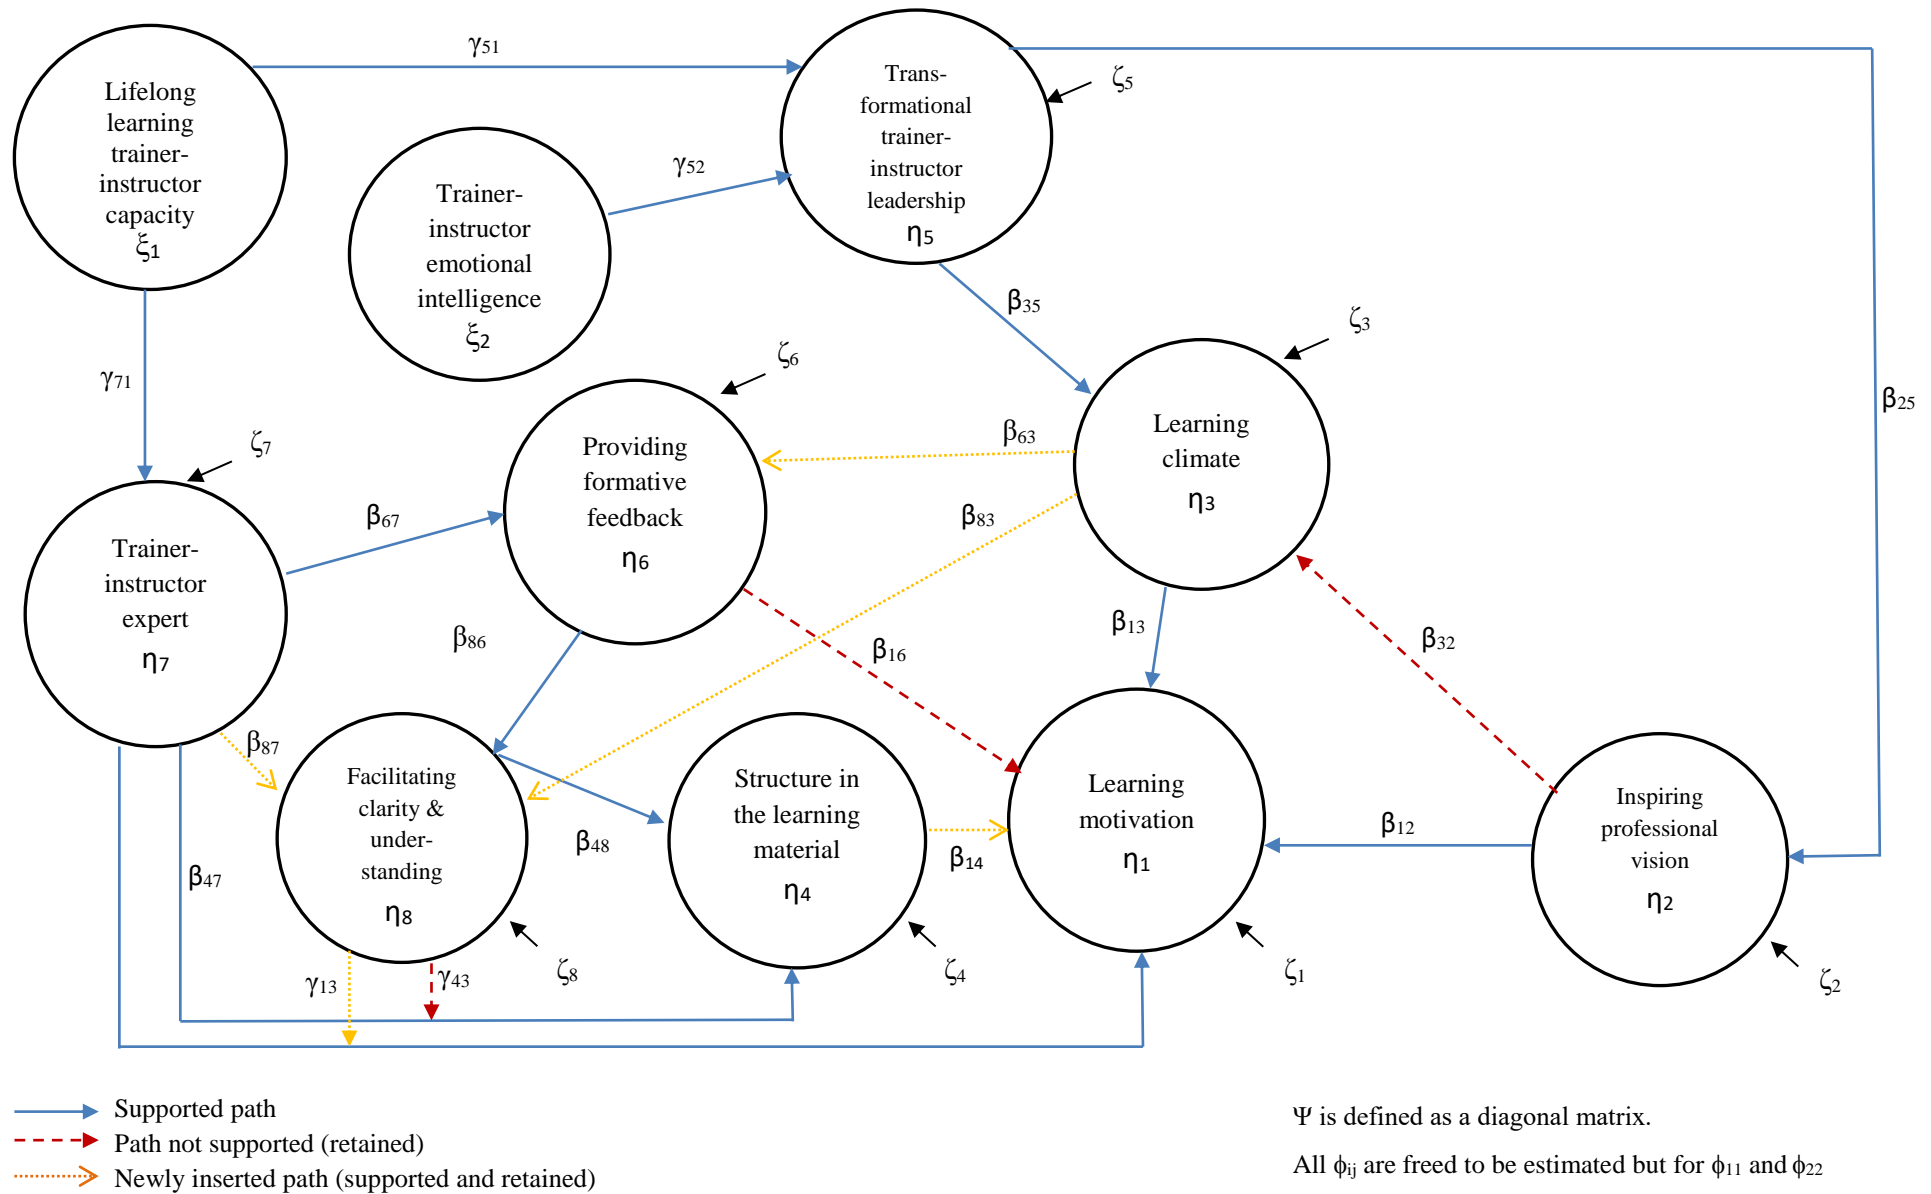 γ51
Lifelong
learning
trainer-
instructor
capacity
ξ1
Trans-
formational
trainer-
instructor
leadership
η5
ζ5
γ52
Trainer-
instructor
emotional
intelligence
ξ2
β35
ζ3
ζ6
γ71
β25
Learning
climate
η3
β63
Providing
formative
feedback
η6
ζ7
β67
β83
Trainer-
instructor
expert
η7
β86
β16
β13
β32
β87
Facilitating
clarity &
under-
standing
η8
Structure in
the learning
material
η4
Learning
motivation
η1
Inspiring
professional
vision
η2
β12
β48
β14
β47
γ13
γ43
ζ8
ζ4
ζ1
ζ2
Supported path
Path not supported (retained)
Newly inserted path (supported and retained)
Ψ is defined as a diagonal matrix.
All ϕij are freed to be estimated but for ϕ11 and ϕ22